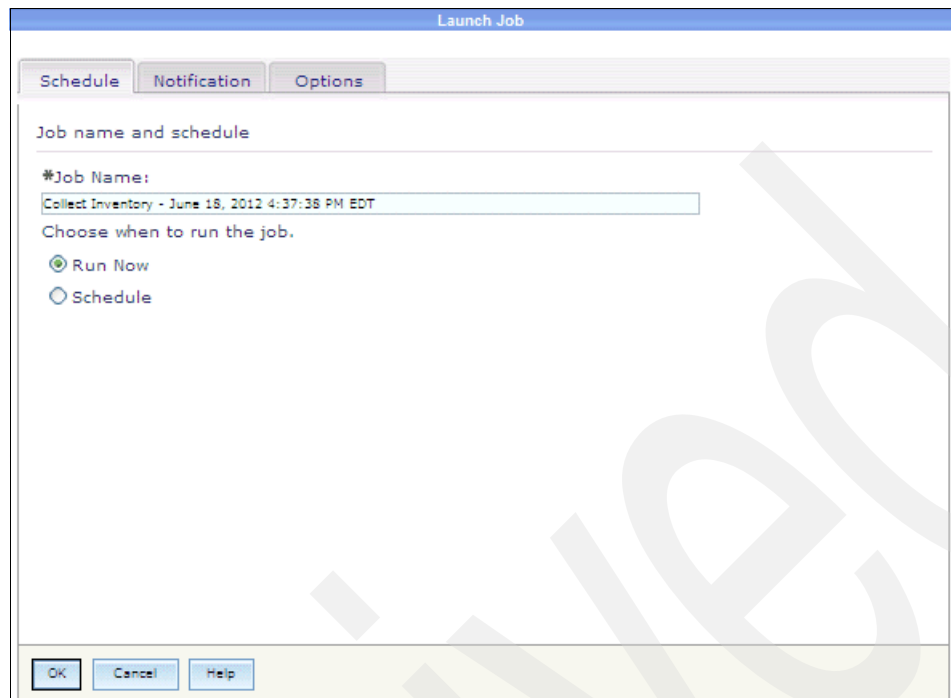 Launch Job
Schedule Notification Options
Job name and schedule
*Job Name:
Collect Inventory - June 18, 2012 4:37:38 PM EDT
Choose when to run the job.
Run Now
Schedule
OK Cancel Help